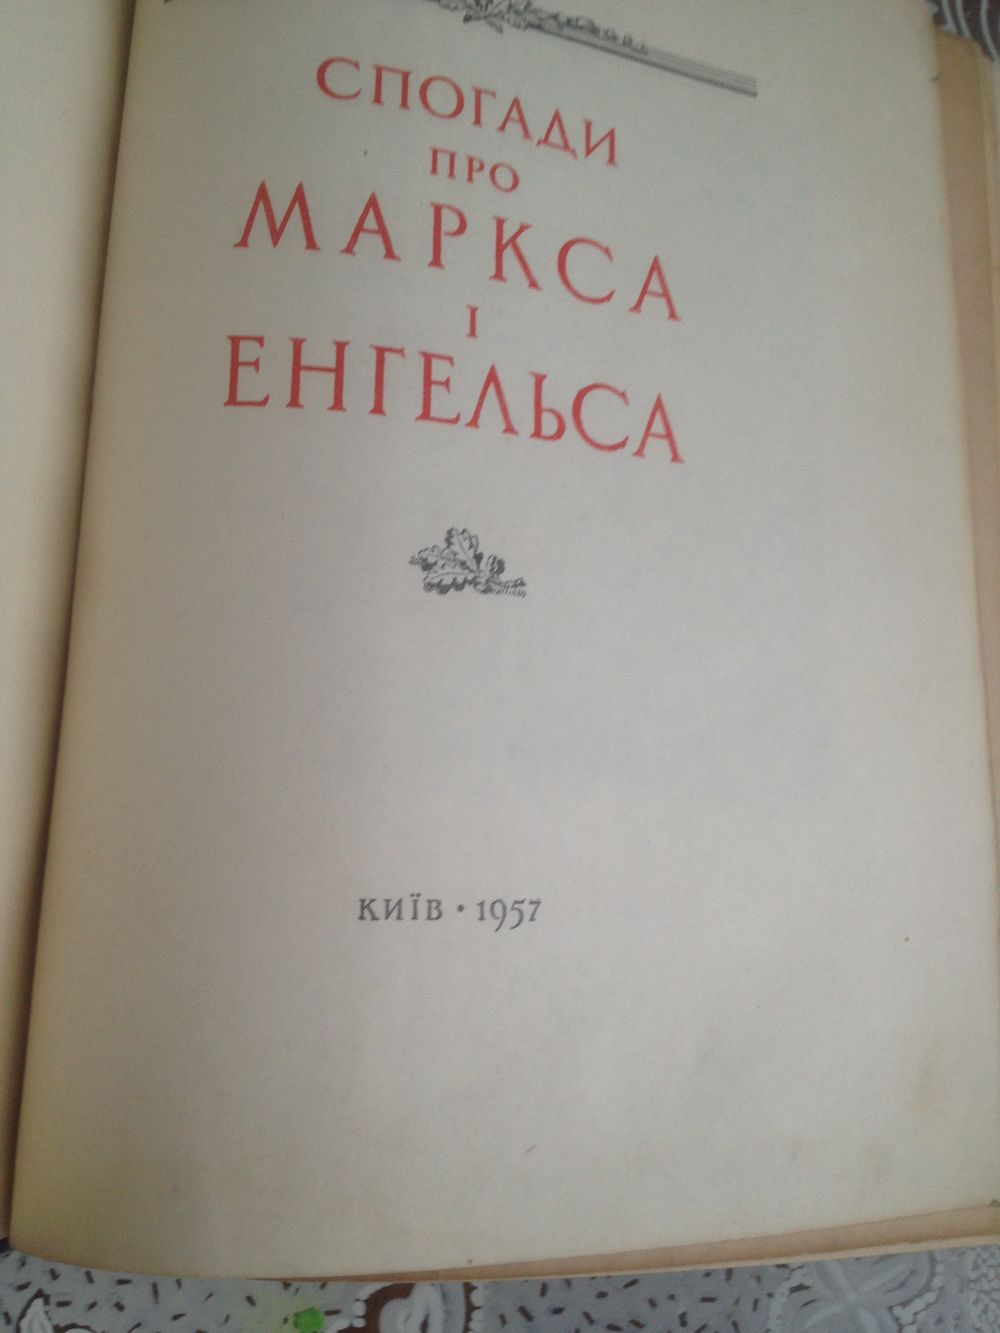 СПОГАДИ
ПРО
МАРКСА
І
ЕНГЕЛЬСА
КИЇВ • 1957